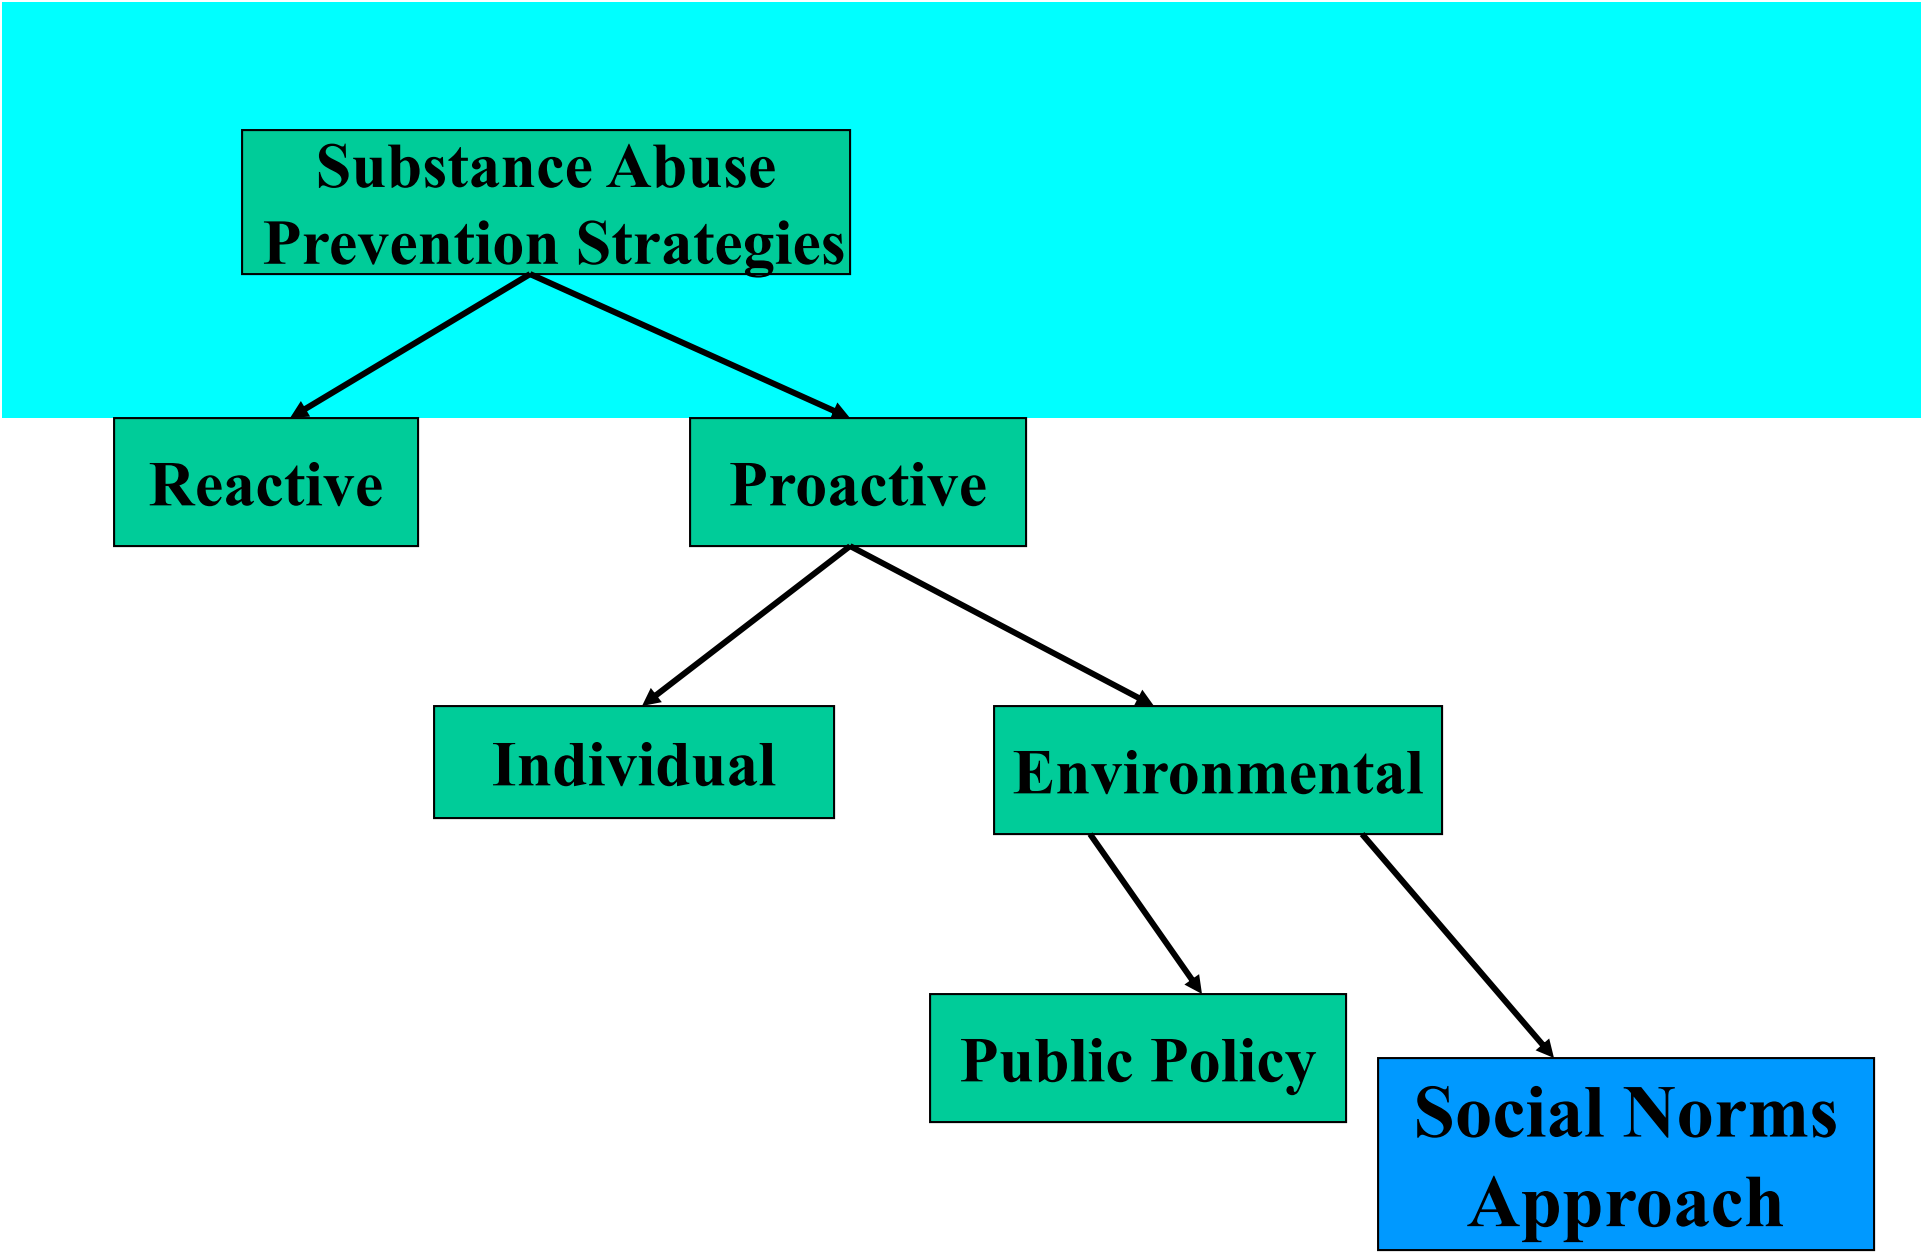 Substance Abuse
Prevention Strategies
Reactive
Proactive
Individual
Environmental
Public Policy
Social Norms
Approach